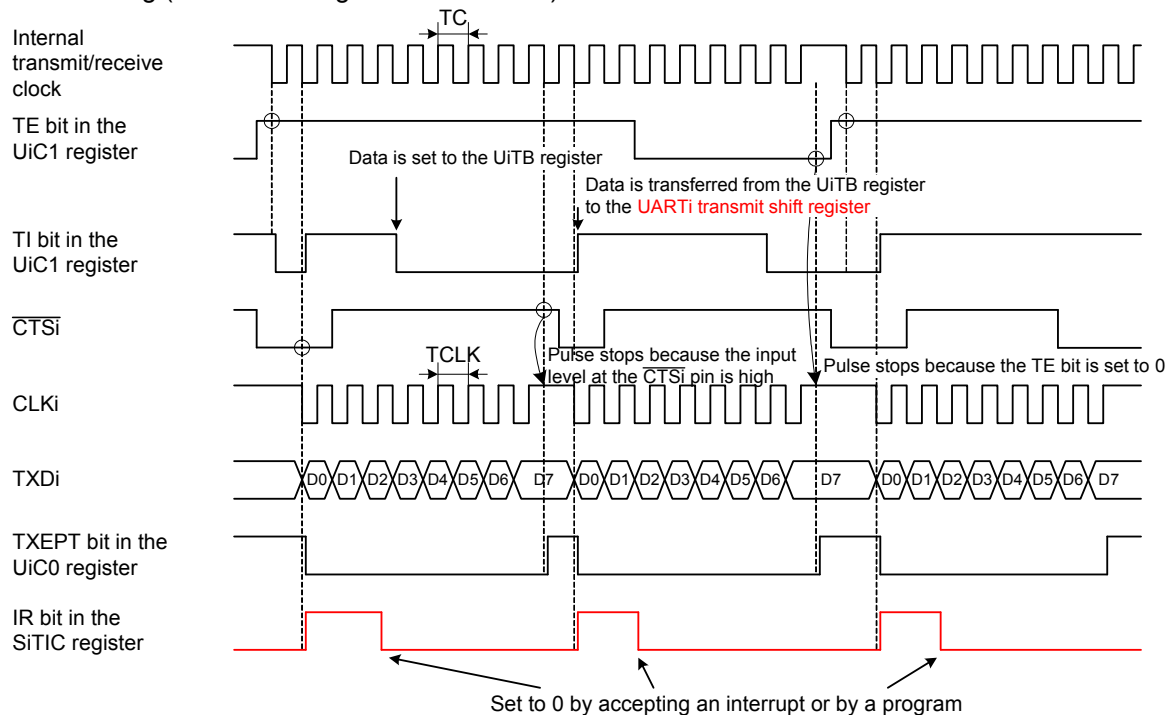 TC
Internal
transmit/receive
clock
TE bit in the
UiC1 register
Data is set to the UiTB register
Data is transferred from the UiTB register
to the UARTi transmit shift register
TI bit in the
UiC1 register
CTSi
TCLK
Pulse stops because the input
level at the CTSi pin is high
Pulse stops because the TE bit is set to 0
CLKi
TXDi
D0 D1 D2 D3 D4 D5 D6 D7 D0 D1 D2 D3 D4 D5 D6 D7 D0 D1 D2 D3 D4 D5 D6 D7
TXEPT bit in the
UiC0 register
IR bit in the
SiTIC register
Set to 0 by accepting an interrupt or by a program